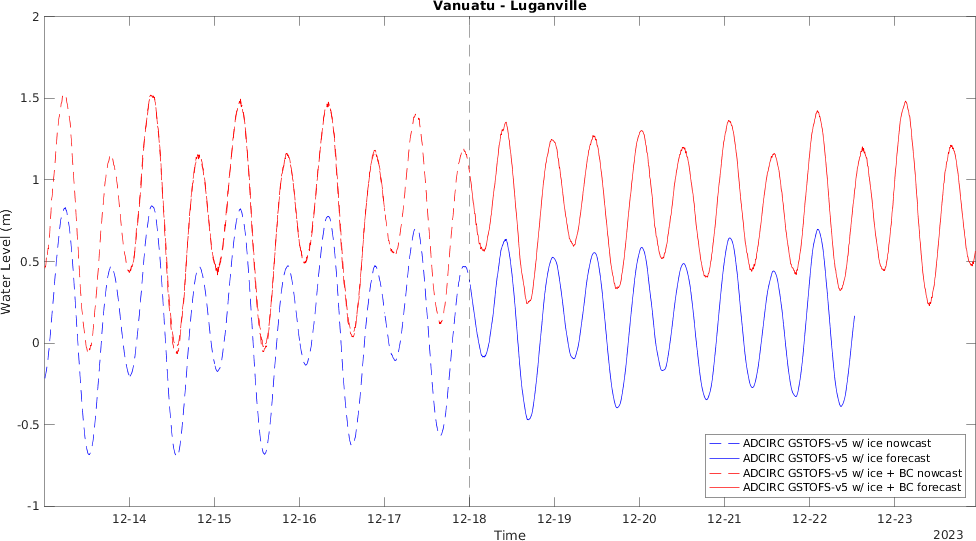 Vanuatu - Luganville
2
1.5
1
0.5
0
-0.5
-1
Water Level (m)
12-14 12-15 12-16 12-17 12-18 12-19 12-20 12-21 12-22 12-23
Time
2023
ADCIRC GSTOFS-v5 w/ ice nowcast
ADCIRC GSTOFS-v5 w/ ice forecast
ADCIRC GSTOFS-v5 w/ ice + BC nowcast
ADCIRC GSTOFS-v5 w/ ice + BC forecast